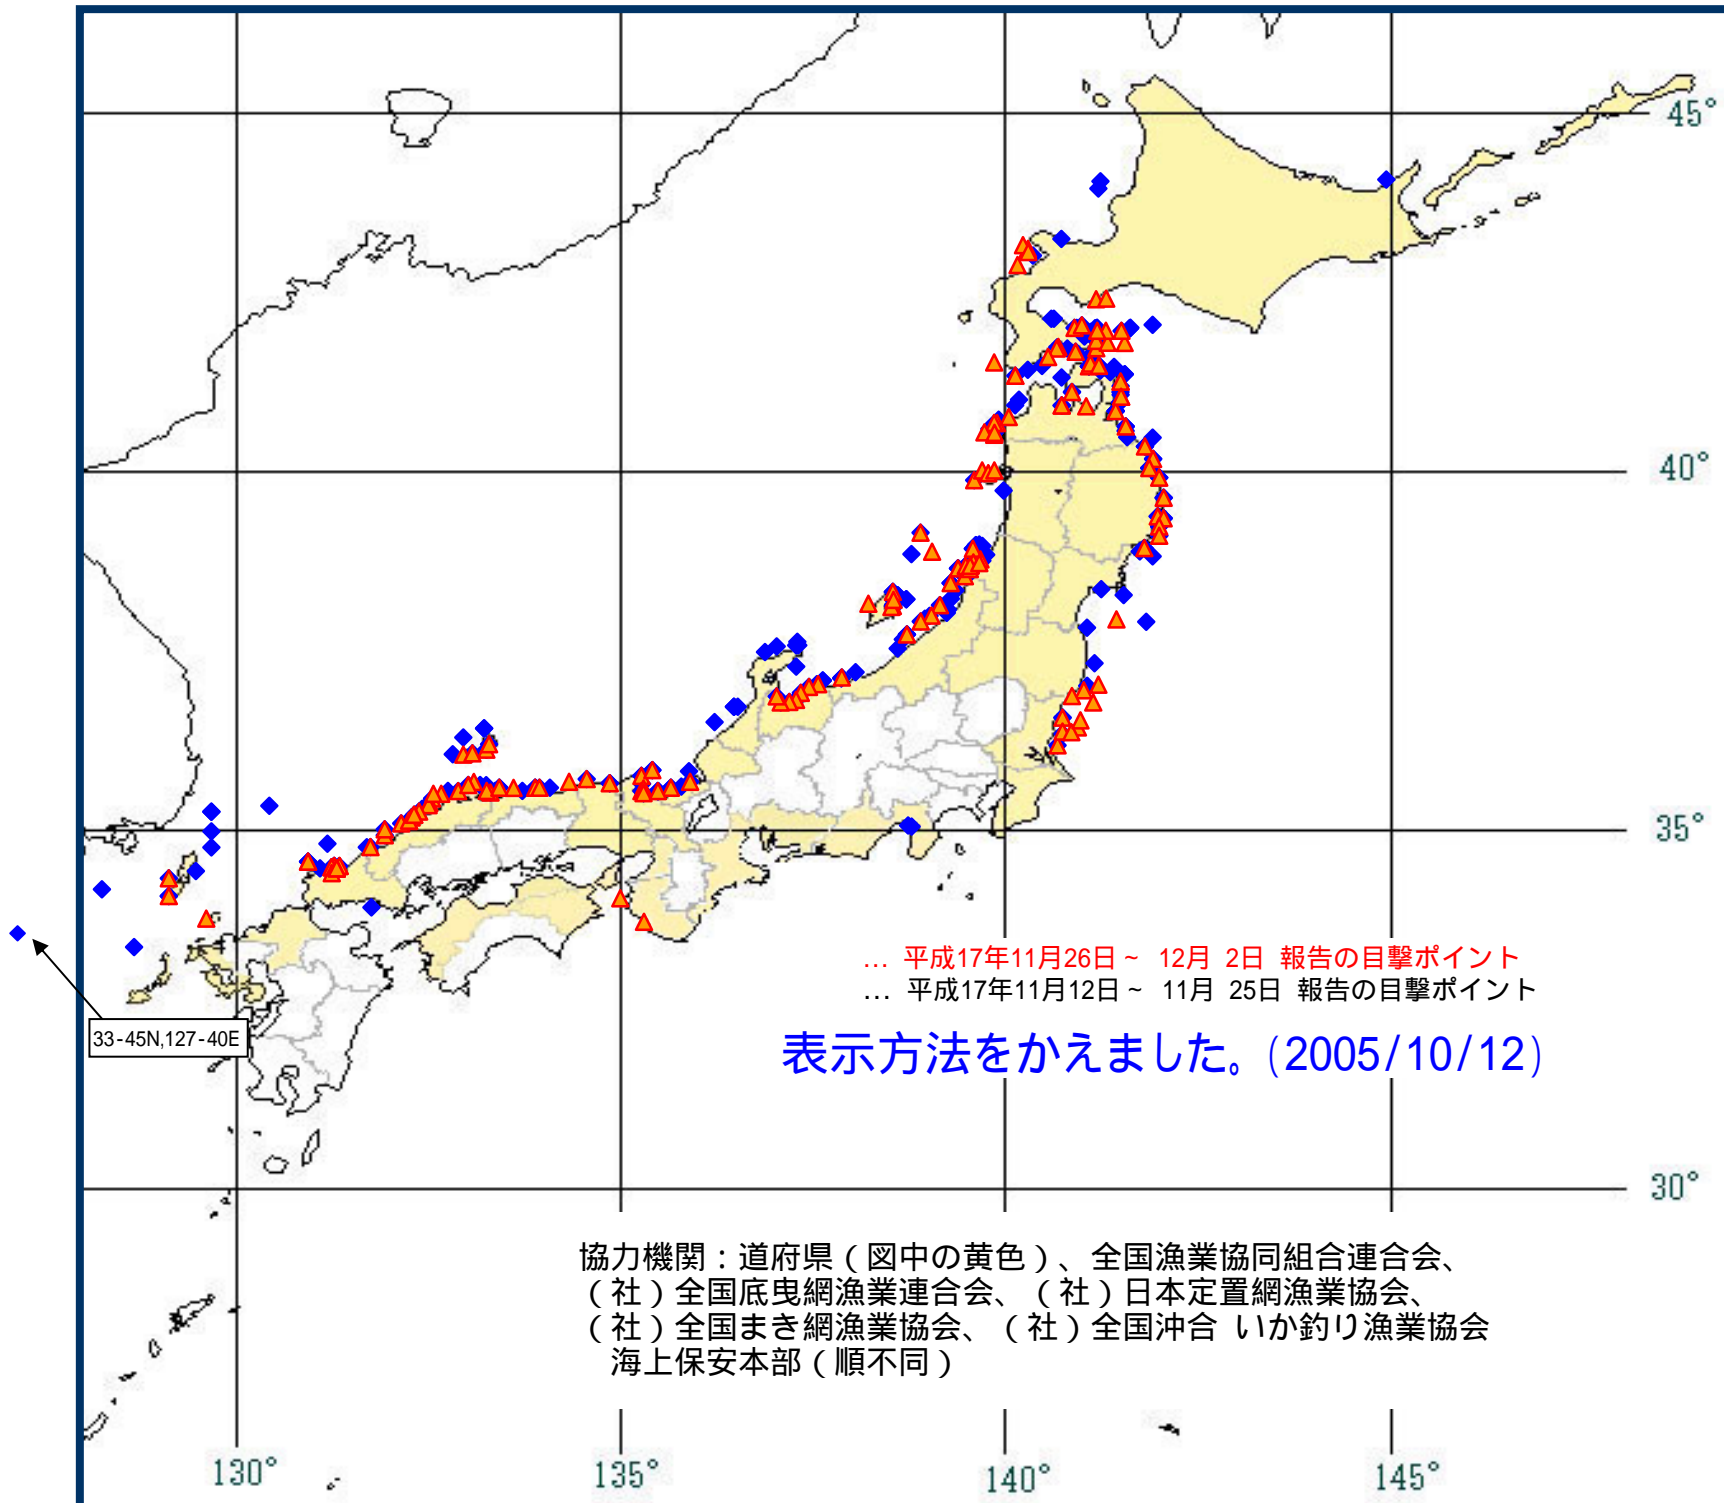 45°
40°
35°
… 平成17年11月26日～ 12月 2日 報告の目撃ポイント
… 平成17年11月12日～ 11月 25日 報告の目撃ポイント
33-45N,127-40E
表示方法をかえました。(2005/10/12)
30°
協力機関：道府県（図中の黄色）、全国漁業協同組合連合会、
（社）全国底曳網漁業連合会、（社）日本定置網漁業協会、
（社）全国まき網漁業協会、（社）全国沖合 いか釣り漁業協会
海上保安本部（順不同）
130° 135° 140° 145°